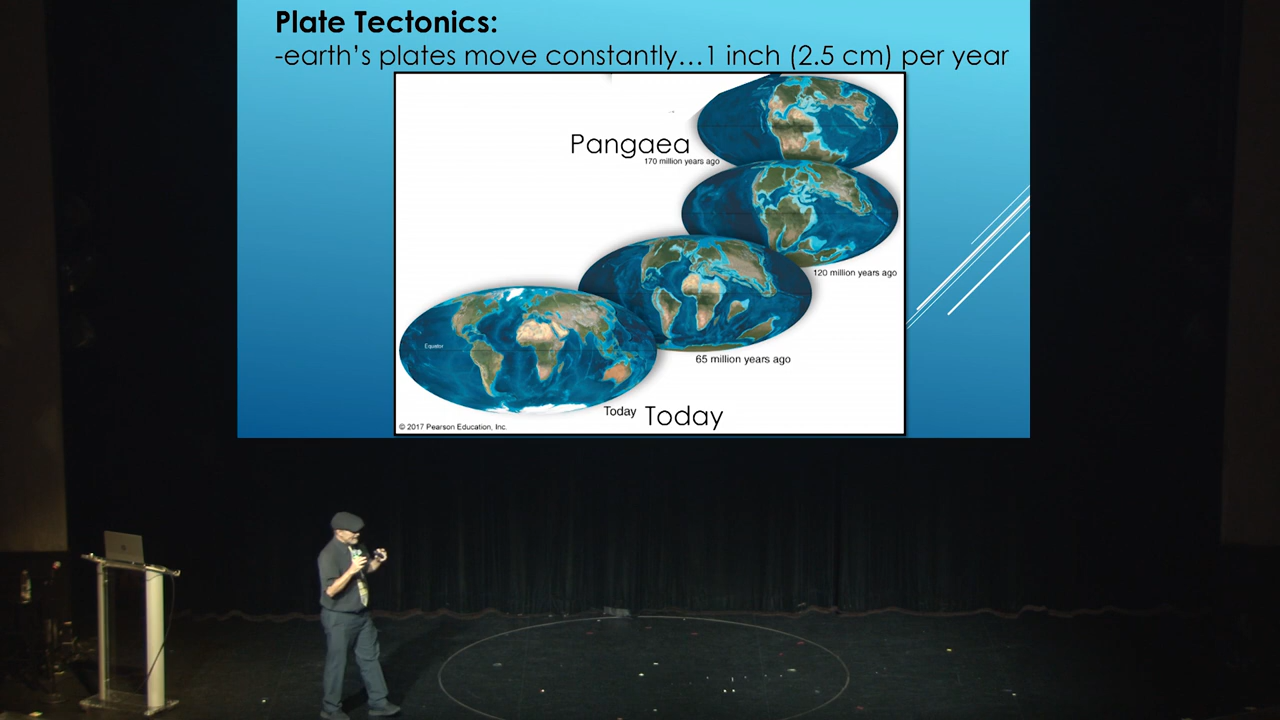 Plate Tectonics:
-earth's plates move constantly...1 inch (2.5 cm) per year
Pangaea
170 million years ago
120 million years ago
Equator
65 million years ago
Today Today
© 2017 Pearson Education, Inc.